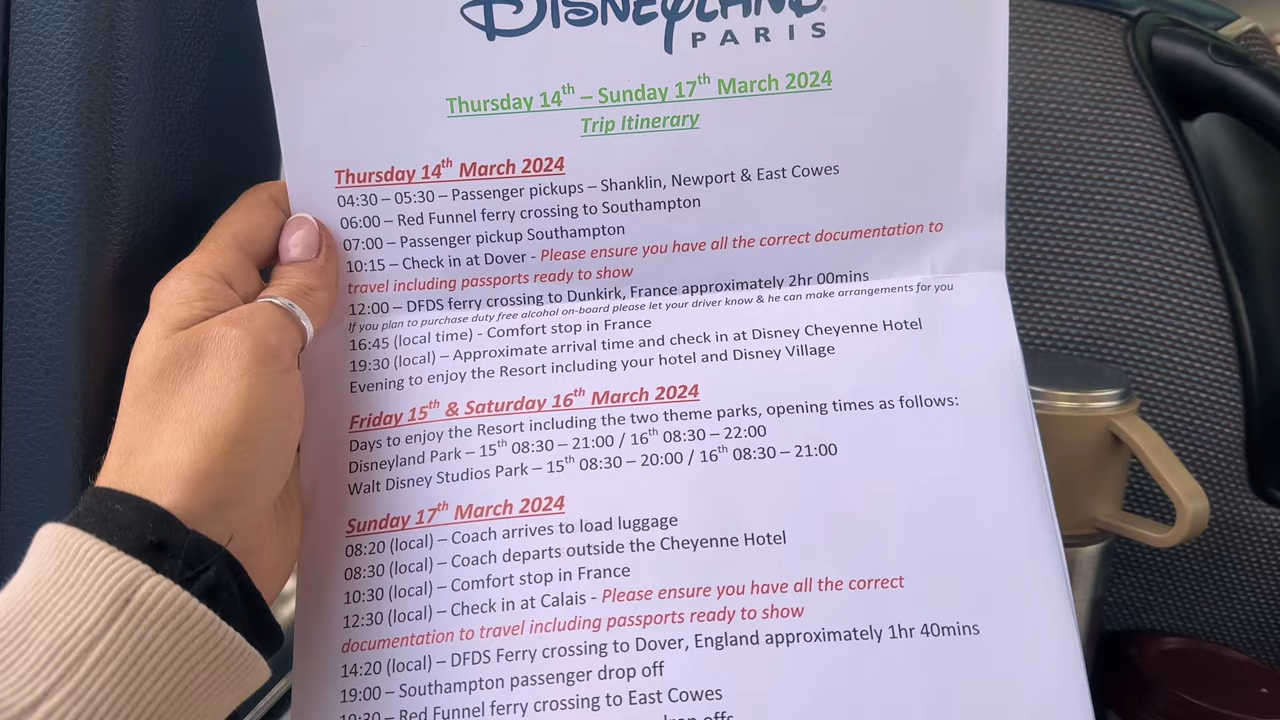 DISNEYLAND
PARIS
Thursday 14th – Sunday 17th March 2024
Trip Itinerary
Thursday 14th March 2024
04:30 – 05:30 – Passenger pickups – Shanklin, Newport & East Cowes
06:00 – Red Funnel ferry crossing to Southampton
07:00 – Passenger pickup Southampton
10:15 – Check in at Dover - Please ensure you have all the correct documentation to
travel including passports ready to show
12:00 – DFDS ferry crossing to Dunkirk, France approximately 2hr 00mins
If you plan to purchase duty free alcohol on-board please let your driver know & he can make arrangements for you
16:45 (local time) - Comfort stop in France
19:30 (local) – Approximate arrival time and check in at Disney Cheyenne Hotel
Evening to enjoy the Resort including your hotel and Disney Village
Friday 15th & Saturday 16th March 2024
Days to enjoy the Resort including the two theme parks, opening times as follows:
Disneyland Park – 15th 08:30 – 21:00 / 16th 08:30 – 22:00
Walt Disney Studios Park – 15th 08:30 – 20:00 / 16th 08:30 – 21:00
Sunday 17th March 2024
08:20 (local) – Coach arrives to load luggage
08:30 (local) – Coach departs outside the Cheyenne Hotel
10:30 (local) – Comfort stop in France
12:30 (local) – Check in at Calais - Please ensure you have all the correct
documentation to travel including passports ready to show
14:20 (local) – DFDS Ferry crossing to Dover, England approximately 1hr 40mins
19:00 – Southampton passenger drop off
19:30 – Red Funnel ferry crossing to East Cowes
drop offs